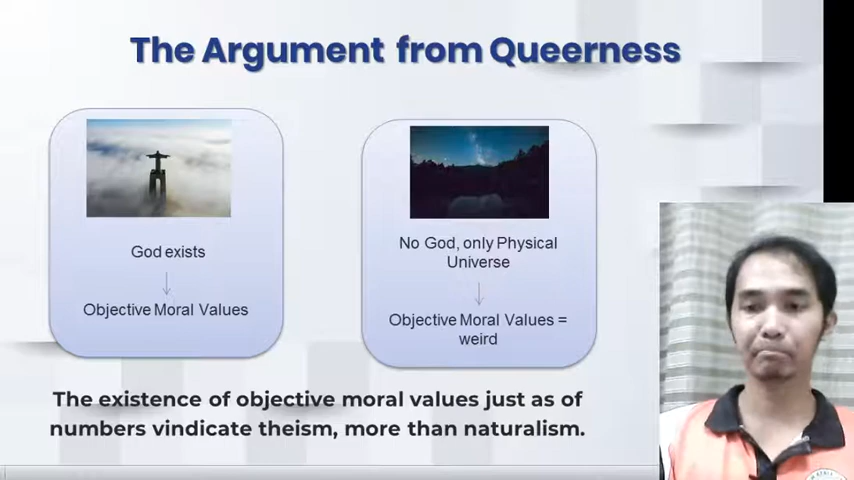 The Argument from Queerness
God exists
Objective Moral Values
No God, only Physical
Universe
Objective Moral Values =
weird
The existence of objective moral values just as of
numbers vindicate theism, more than naturalism.